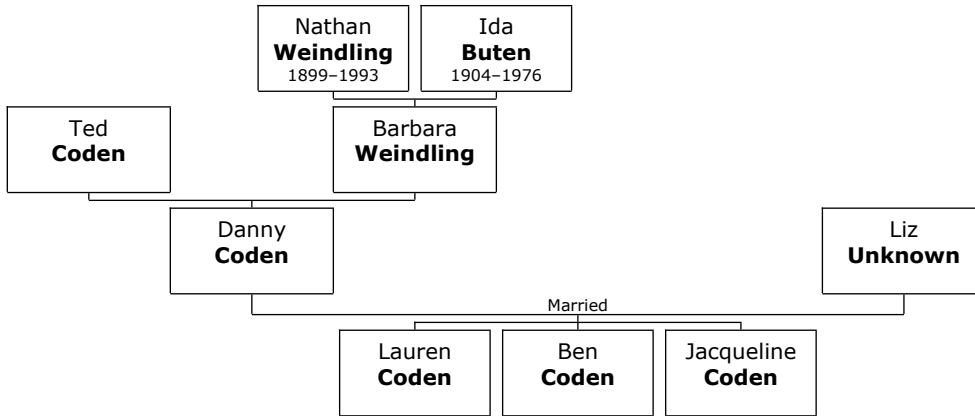 Nathan
Weindling
1899–1993
Ida
Buten
1904–1976
Ted
Coden
Barbara
Weindling
Danny
Coden
Liz
Unknown
Married
Lauren
Coden
Ben
Coden
Jacqueline
Coden